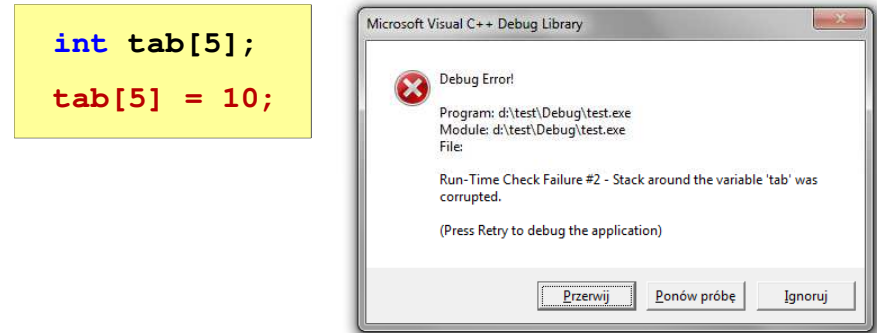 int tab[5];
tab[5] = 10;
Microsoft Visual C++ Debug Library
Debug Error!
Program: d:\test\Debug\test.exe
Module: d:\test\Debug\test.exe
File:
Run-Time Check Failure #2 - Stack around the variable 'tab' was
corrupted.
(Press Retry to debug the application)
Przerwij
Ponów próbę
Ignoruj